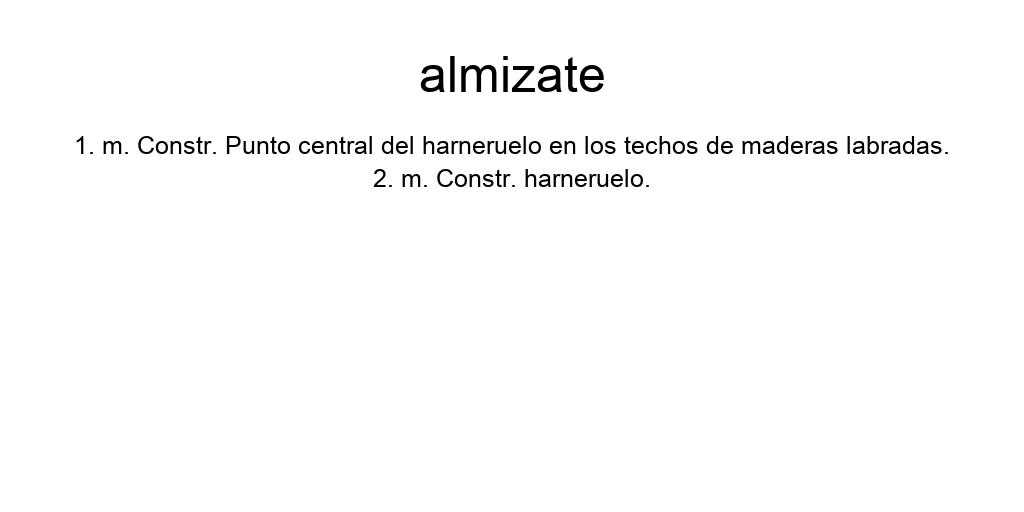 almizate
1. m. Constr. Punto central del harneruelo en los techos de maderas labradas.
2. m. Constr. harneruelo.